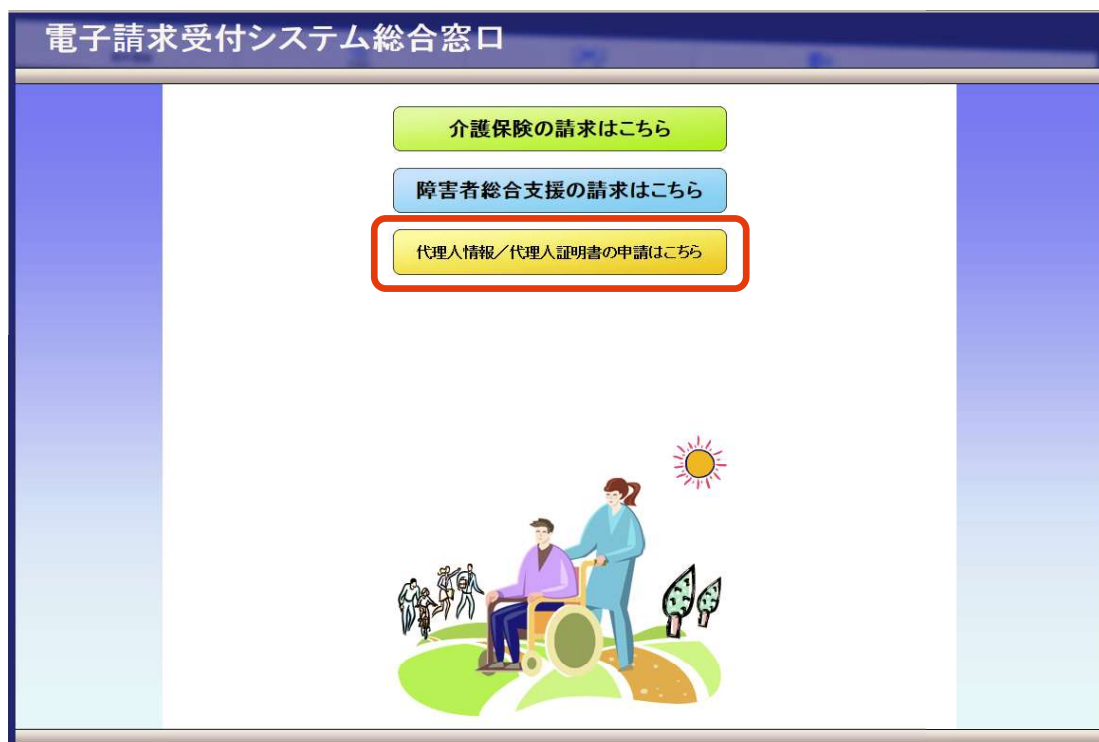 電子請求受付システム総合窓口
介護保険の請求はこちら
障害者総合支援の請求はこちら
代理人情報／代理人証明書の申請はこちら